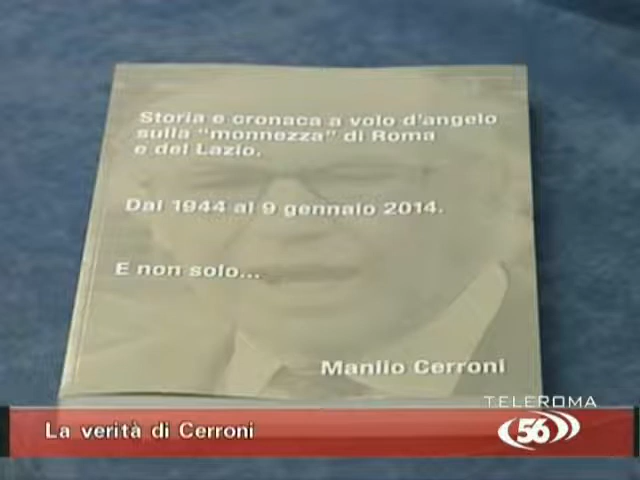 Storia e cronaca a volo d'angelo
sulla "monnezza" di Roma
e del Lazio.
Dal 1944 al 9 gennaio 2014.
E non solo...
Manlio Cerroni
TELEROMA
56
La verità di Cerroni